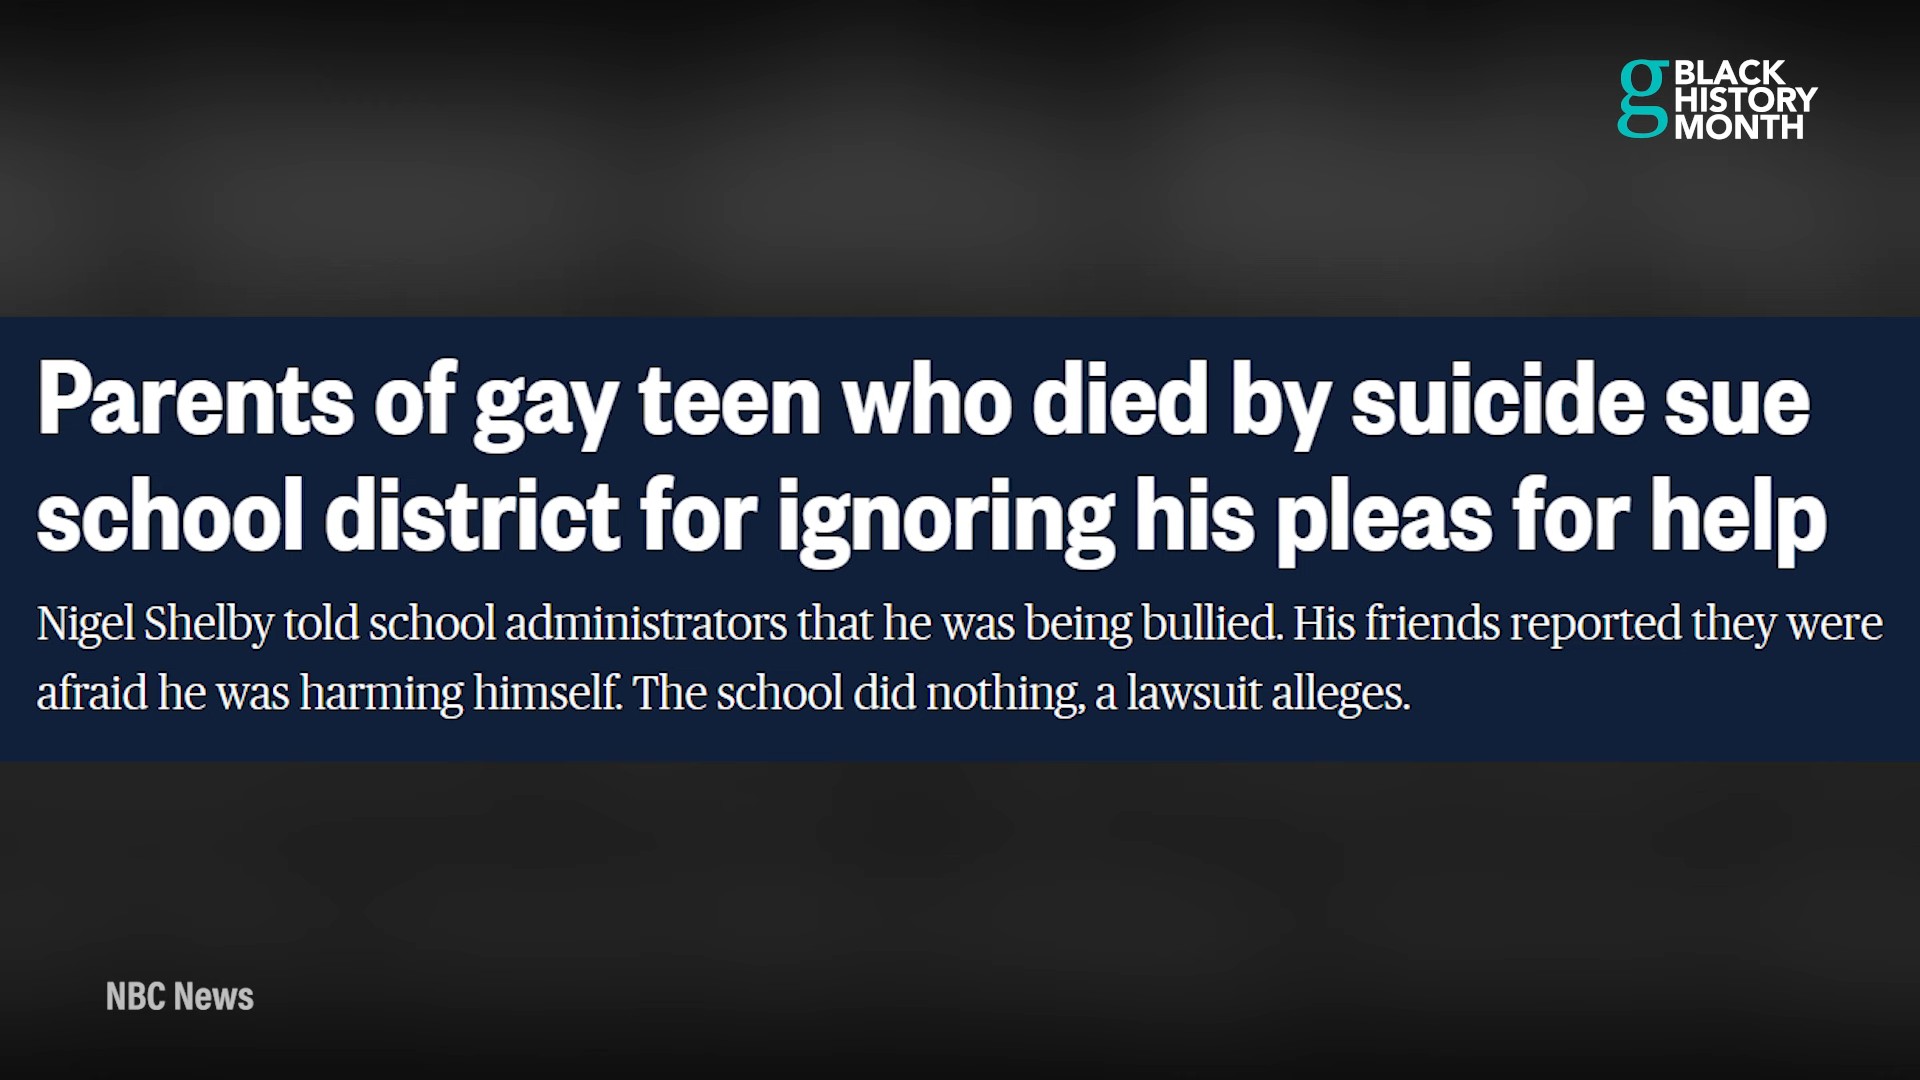 g BLACK
HISTORY
MONTH
Parents of gay teen who died by suicide sue
school district for ignoring his pleas for help
Nigel Shelby told school administrators that he was being bullied. His friends reported they were
afraid he was harming himself. The school did nothing, a lawsuit alleges.
NBC News